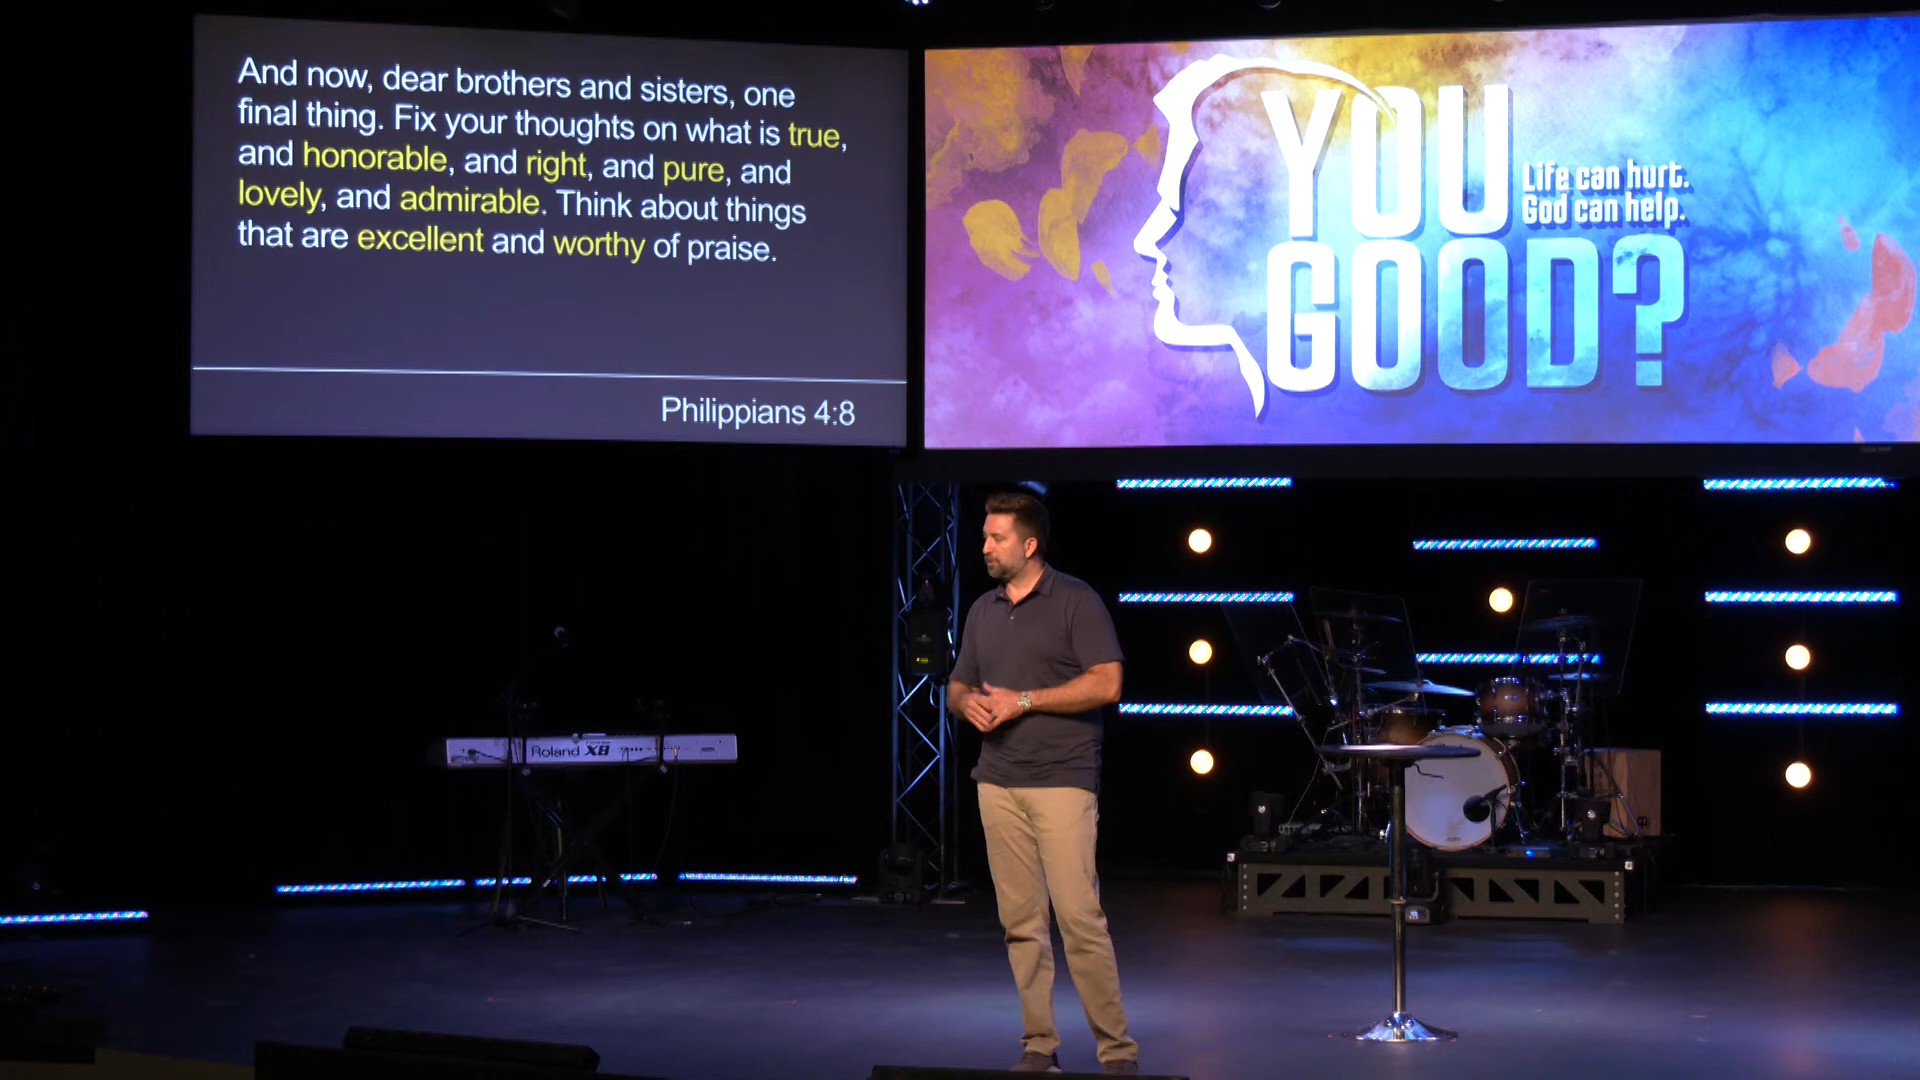 And now, dear brothers and sisters, one
final thing. Fix your thoughts on what is true,
and honorable, and right, and pure, and
lovely, and admirable. Think about things
that are excellent and worthy of praise.
Philippians 4:8
YOU
Life can hurt.
God can help.
GOOD?
Roland X8